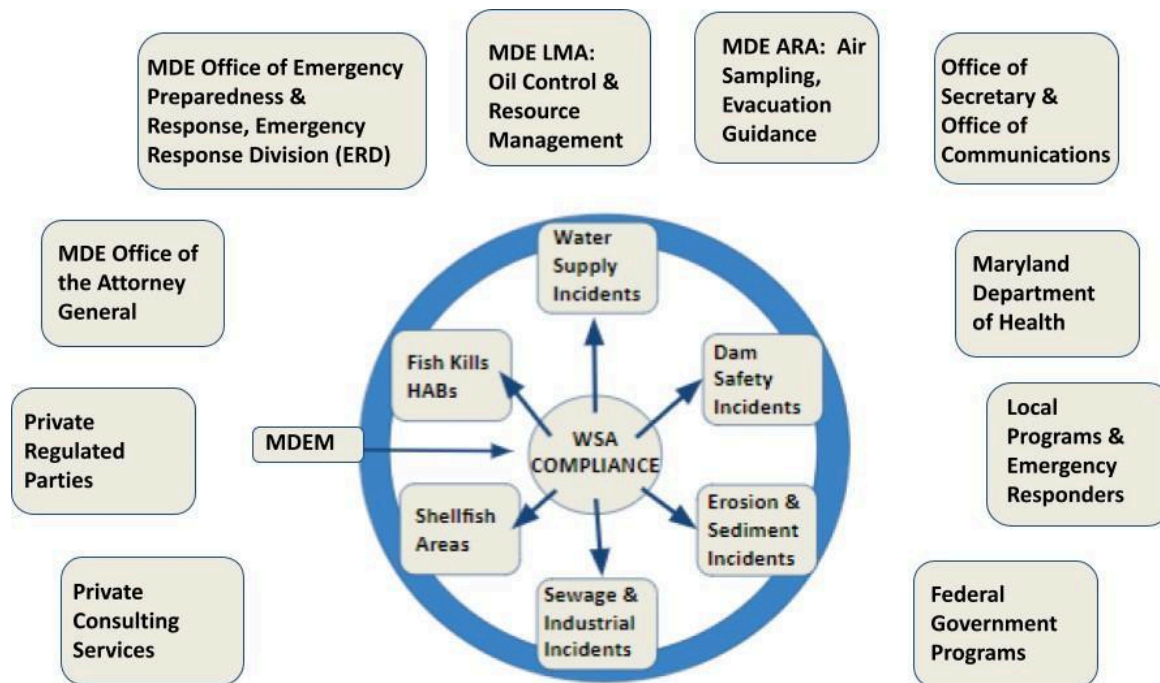 MDE Office of Emergency
Preparedness &
Response, Emergency
Response Division (ERD)
MDE LMA:
Oil Control &
Resource
Management
MDE ARA: Air
Sampling,
Evacuation
Guidance
Office of
Secretary &
Office of
Communications
MDE Office of
the Attorney
General
Water
Supply
Incidents
Maryland
Department
of Health
Fish Kills
HABs
Dam
Safety
Incidents
Private
Regulated
Parties
MDEM
WSA
COMPLIANCE
Local
Programs &
Emergency
Responders
Shellfish
Areas
Erosion &
Sediment
Incidents
Private
Consulting
Services
Sewage &
Industrial
Incidents
Federal
Government
Programs